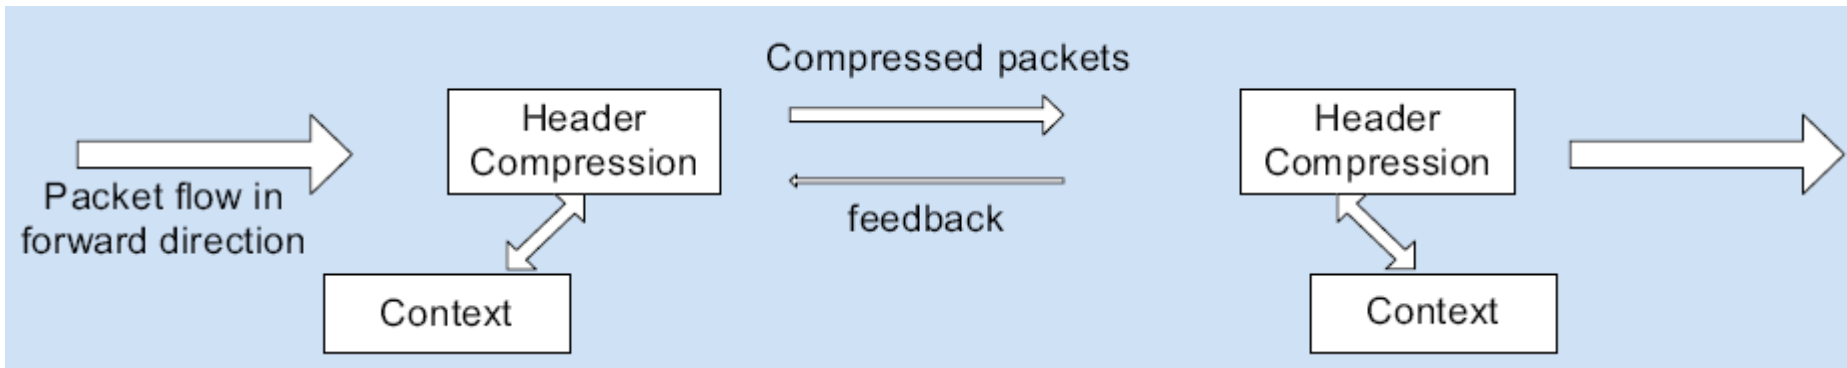 Compressed packets
Header
Compression
Header
Compression
Packet flow in
forward direction
feedback
Context
Context